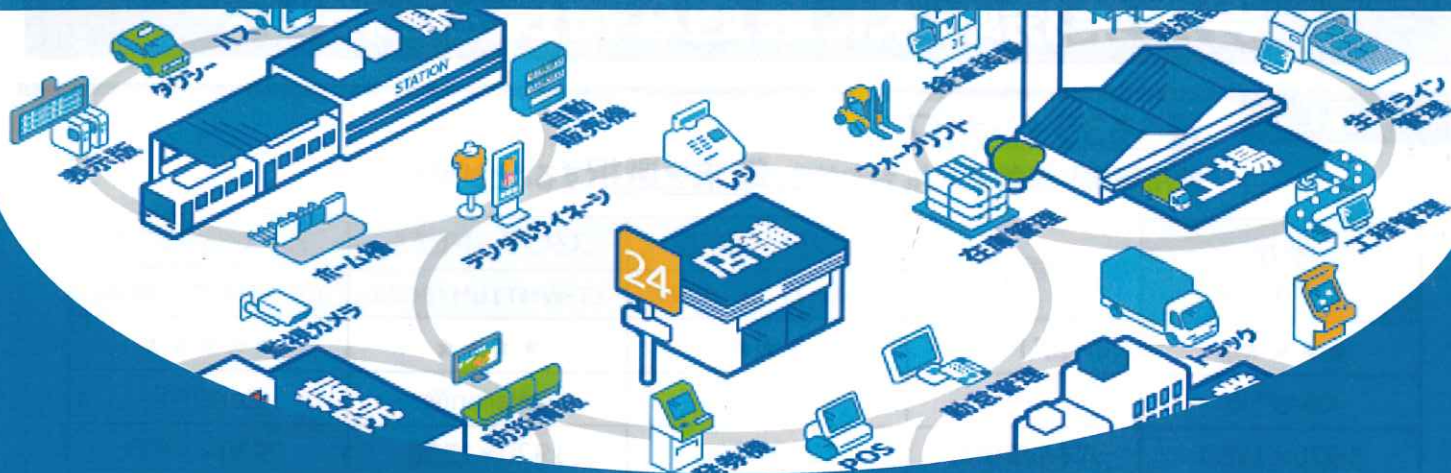 バス
タクシー
表示版
駅
STATION
自動
販売機
レジ
デジタルサイネージ
ホーム柵
監視カメラ
病院
防災情報
24
店舗
POS
勤怠管理
トラック
フォークリフト
検査装置
在庫管理
工場
生産ライン
管理
工程管理